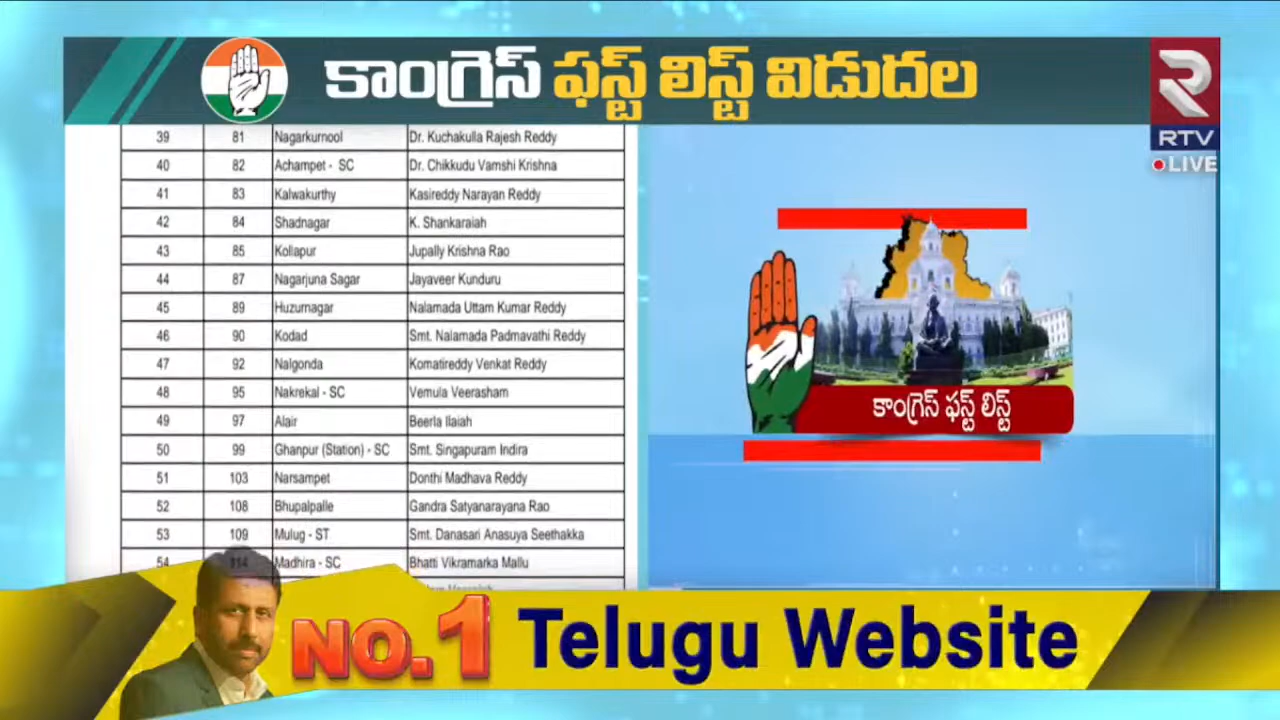 కాంగ్రెస్ ఫస్ట్ లిస్ట్ విడుదల
RTV
LIVE
39 81 Nagarkurnool Dr. Kuchakulla Rajesh Reddy
40 82 Achampet - SC Dr. Chikkudu Vamshi Krishna
41 83 Kalwakurthy Kasireddy Narayan Reddy
42 84 Shadnagar K. Shankaraiah
43 85 Kollapur Jupally Krishna Rao
44 87 Nagarjuna Sagar Jayaveer Kunduru
45 89 Huzurnagar Nalamada Uttam Kumar Reddy
46 90 Kodad Smt. Nalamada Padmavathi Reddy
47 92 Nalgonda Komatireddy Venkat Reddy
48 95 Nakrekal - SC Vemula Veerasham
49 97 Alair Beerla Ilaiah
50 99 Ghanpur (Station) - SC Smt. Singapuram Indira
51 103 Narsampet Donthi Madhava Reddy
52 108 Bhupalpalle Gandra Satyanarayana Rao
53 109 Mulug - ST Smt. Danasari Anasuya Seethakka
54 114 Madhira - SC Bhatti Vikramarka Mallu
కాంగ్రెస్ ఫస్ట్ లిస్ట్
NO.1 Telugu Website